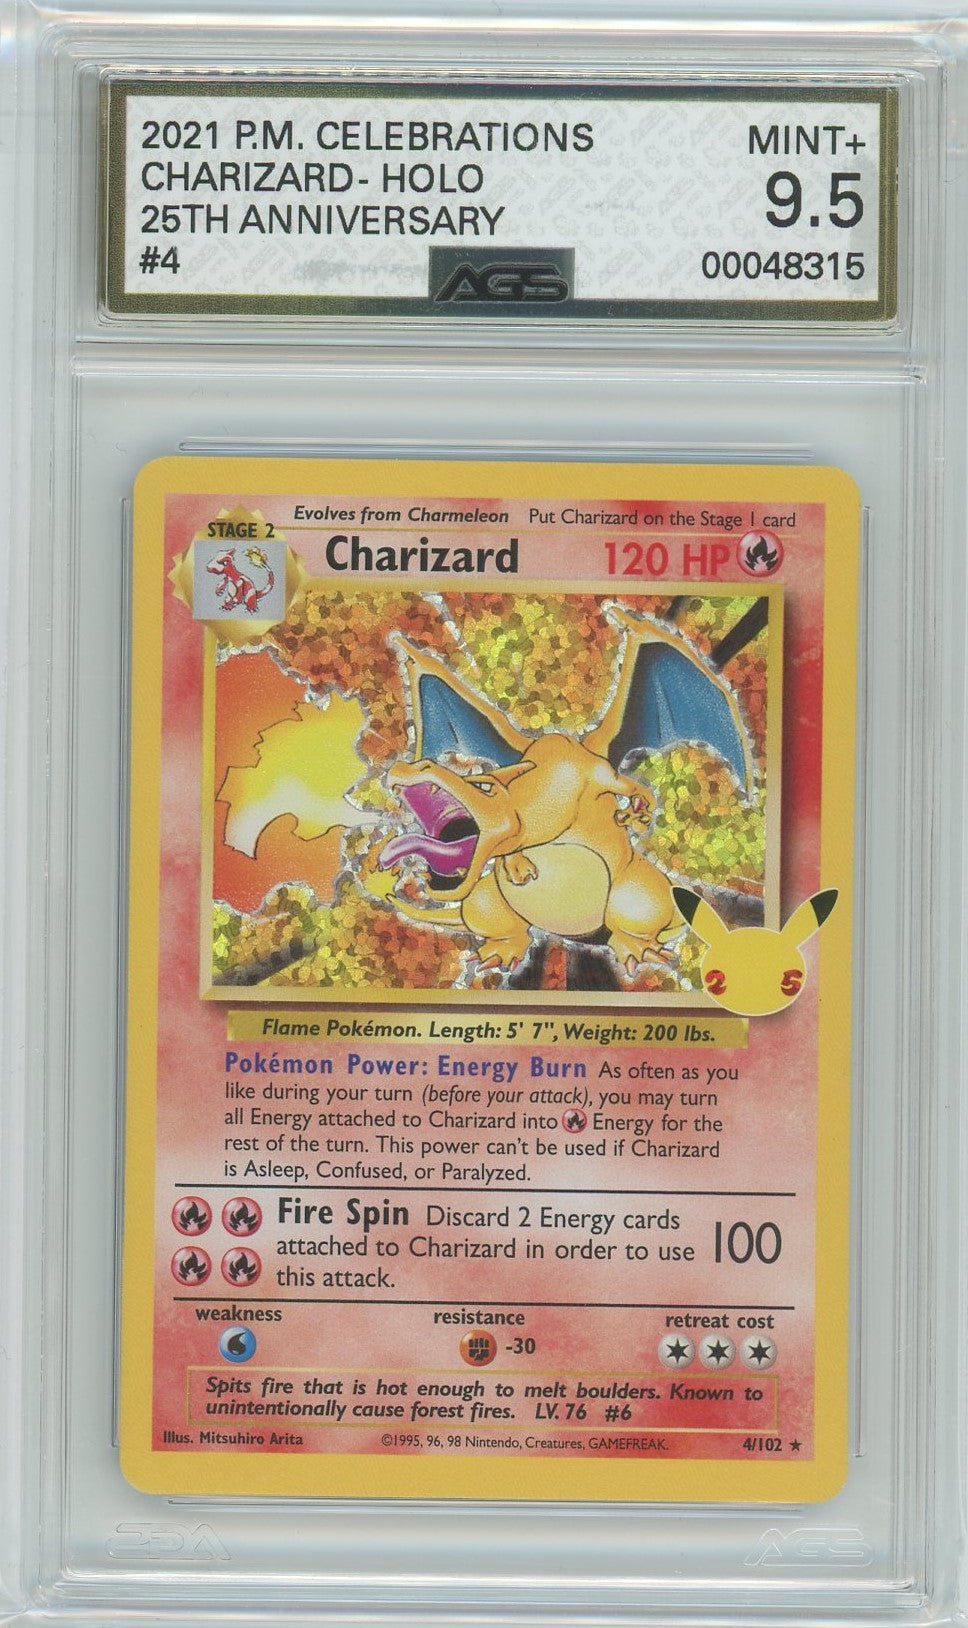 2021 P.M. CELEBRATIONS MINT+
CHARIZARD- HOLO 9.5
25TH ANNIVERSARY
#4 AGS 00048315
Evolves from Charmeleon Put Charizard on the Stage I card
STAGE 2
Charizard 120 HP
2 5
Flame Pokémon. Length: 5' 7", Weight: 200 lbs.
Pokémon Power: Energy Burn As often as you
like during your turn (before your attack), you may turn
all Energy attached to Charizard into Energy for the
rest of the turn. This power can't be used if Charizard
is Asleep, Confused, or Paralyzed.
Fire Spin Discard 2 Energy cards
attached to Charizard in order to use 100
this attack.
weakness resistance retreat cost
-30
Spits fire that is hot enough to melt boulders. Known to
unintentionally cause forest fires. LV. 76 #6
Illus. Mitsuhiro Arita ©1995, 96, 98 Nintendo, Creatures, GAMEFREAK. 4/102 ★
AGS